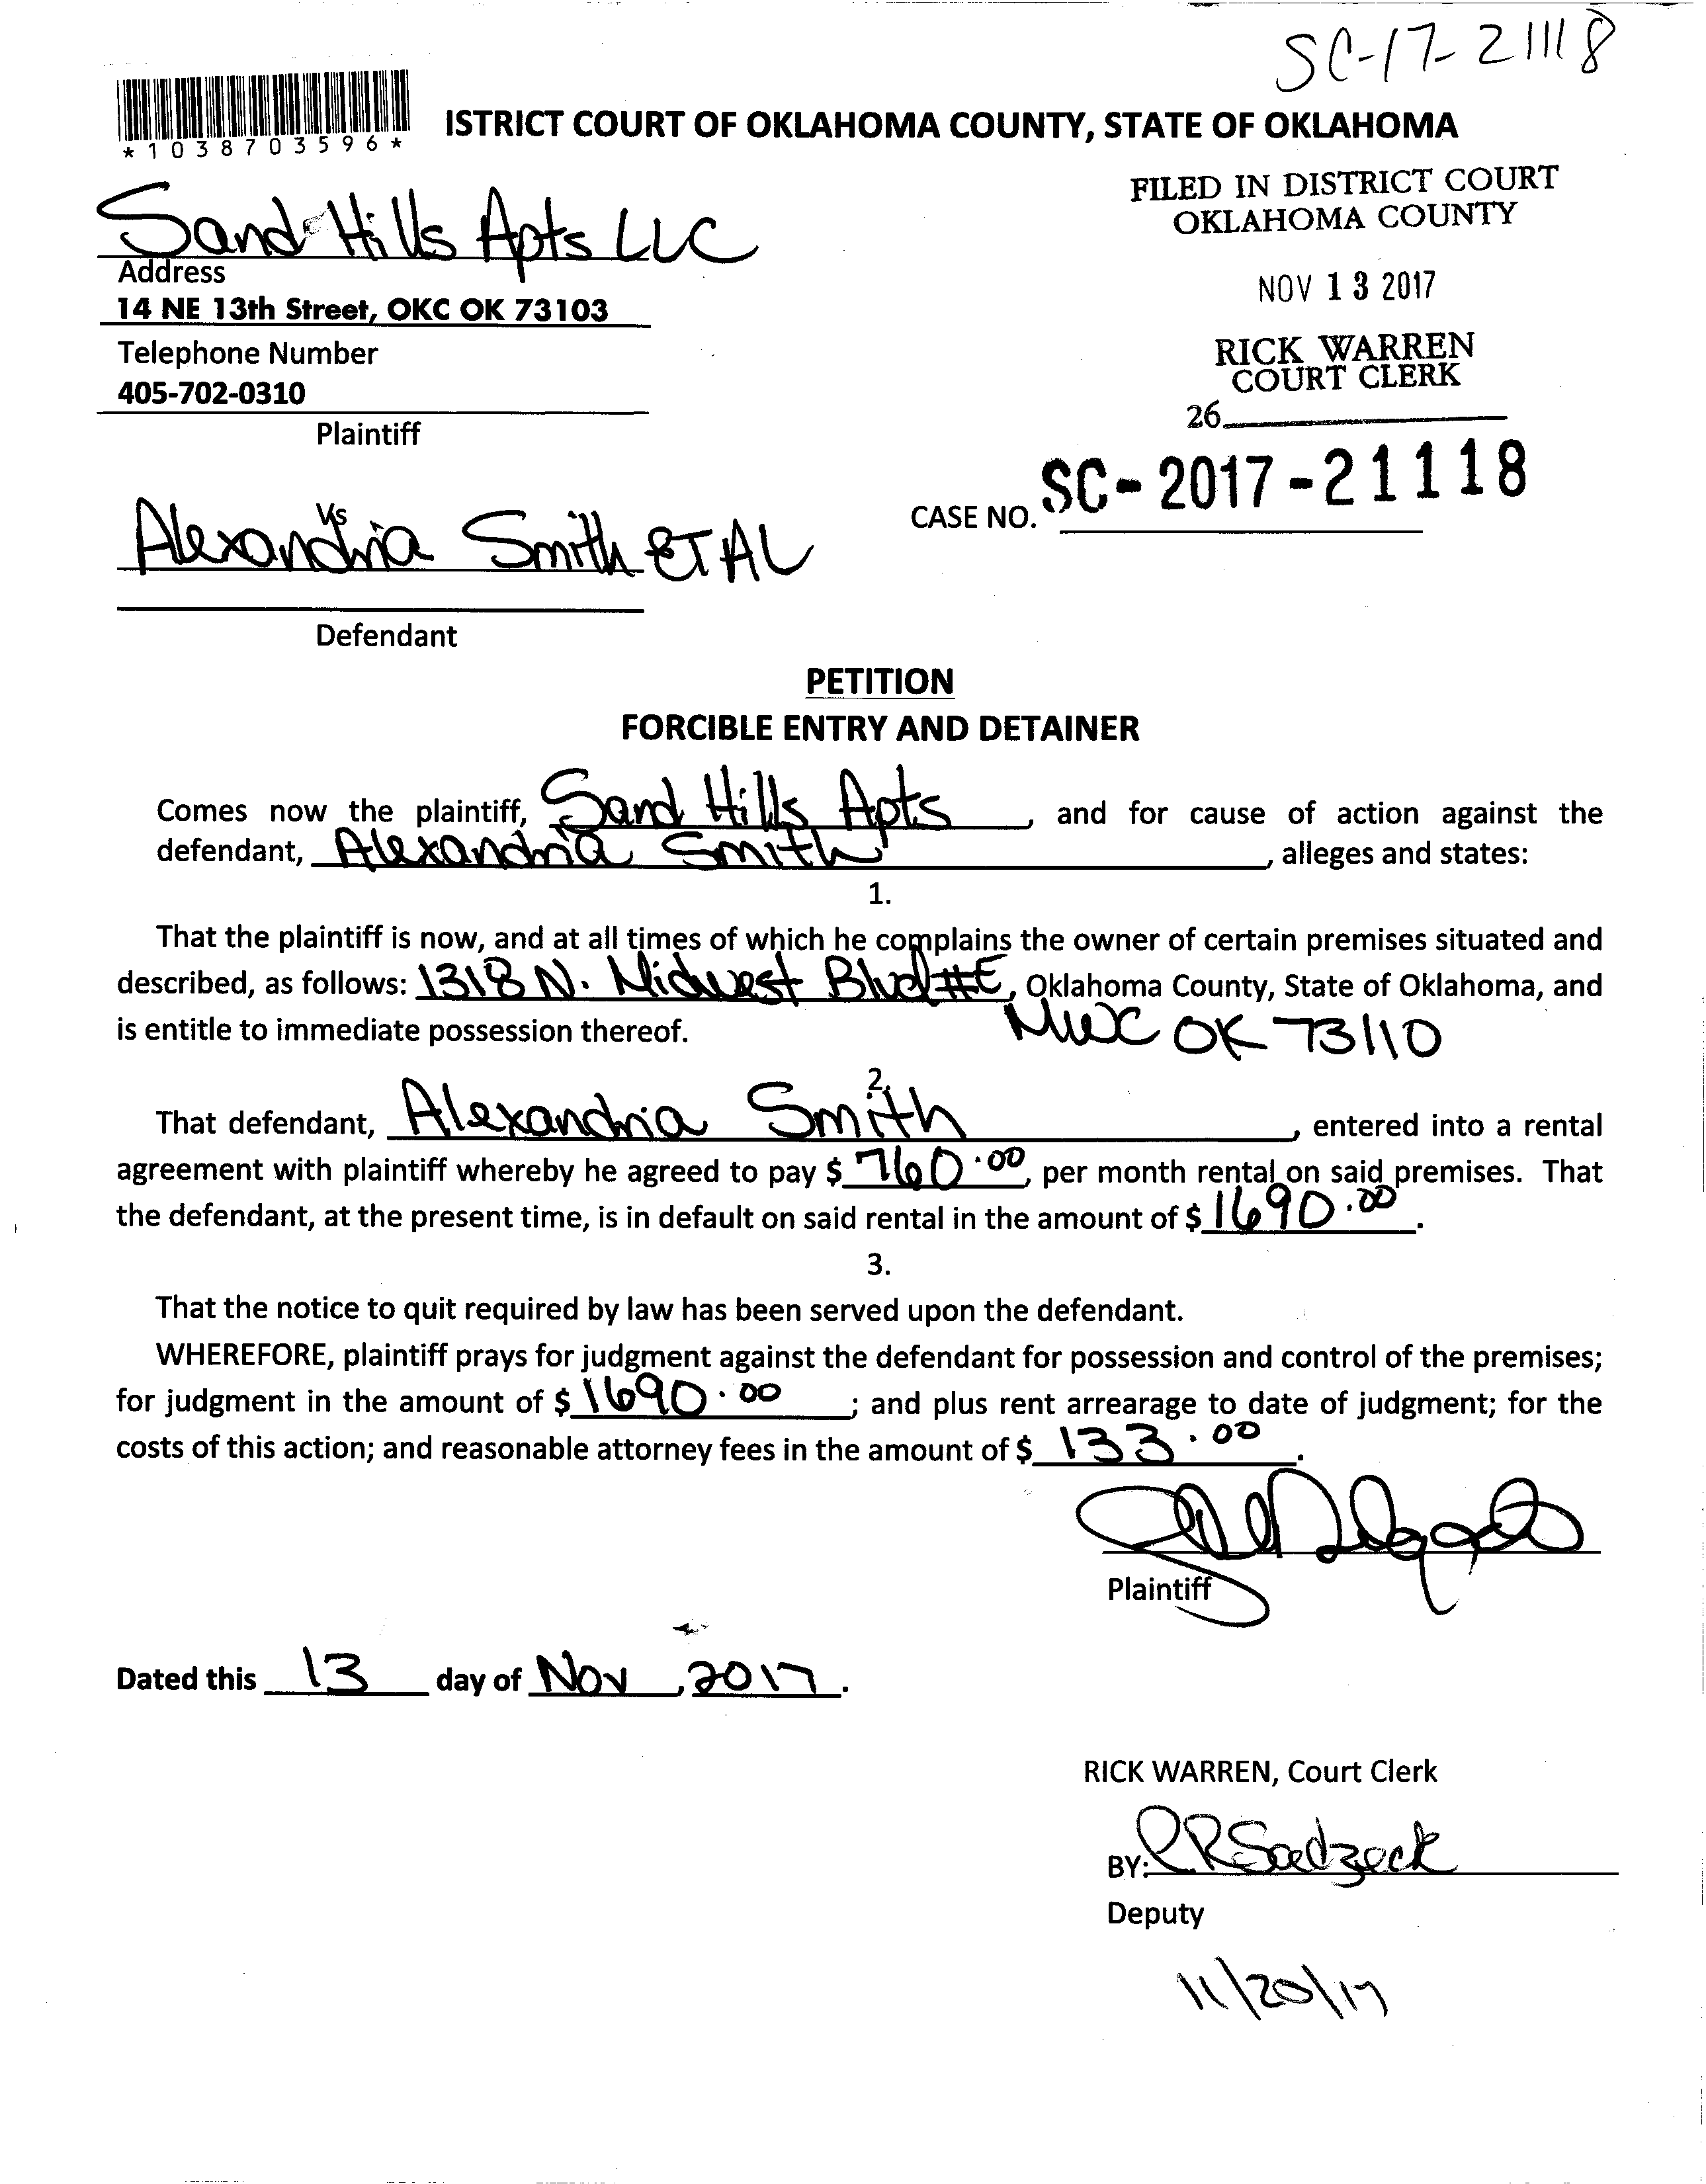 SC-17-21118
*1038703596*
ISTRICT COURT OF OKLAHOMA COUNTY, STATE OF OKLAHOMA
FILED IN DISTRICT COURT
OKLAHOMA COUNTY
Sand Hills Apts LLC
Address
14 NE 13th Street, OKC OK 73103
NOV 13 2017
Telephone Number
405-702-0310
RICK WARREN
COURT CLERK
26
Plaintiff
Vs
CASE NO. SC-2017-21118
Alexandria Smith ET AL
Defendant
PETITION
FORCIBLE ENTRY AND DETAINER
Comes now the plaintiff, Sand Hills Apts, and for cause of action against the
defendant, Alexandria Smith, alleges and states:
1.
That the plaintiff is now, and at all times of which he complains the owner of certain premises situated and
described, as follows: 1318 N. Midwest Blvd #E, Oklahoma County, State of Oklahoma, and
is entitle to immediate possession thereof. MWC OK 73110
2.
That defendant, Alexandria Smith, entered into a rental
agreement with plaintiff whereby he agreed to pay $ 760.00, per month rental on said premises. That
the defendant, at the present time, is in default on said rental in the amount of $ 1690.00.
3.
That the notice to quit required by law has been served upon the defendant.
WHEREFORE, plaintiff prays for judgment against the defendant for possession and control of the premises;
for judgment in the amount of $ 1690.00; and plus rent arrearage to date of judgment; for the
costs of this action; and reasonable attorney fees in the amount of $ 133.00.
Plaintiff
Dated this 13 day of Nov, 2017.
RICK WARREN, Court Clerk
BY:
Deputy
11/20/17